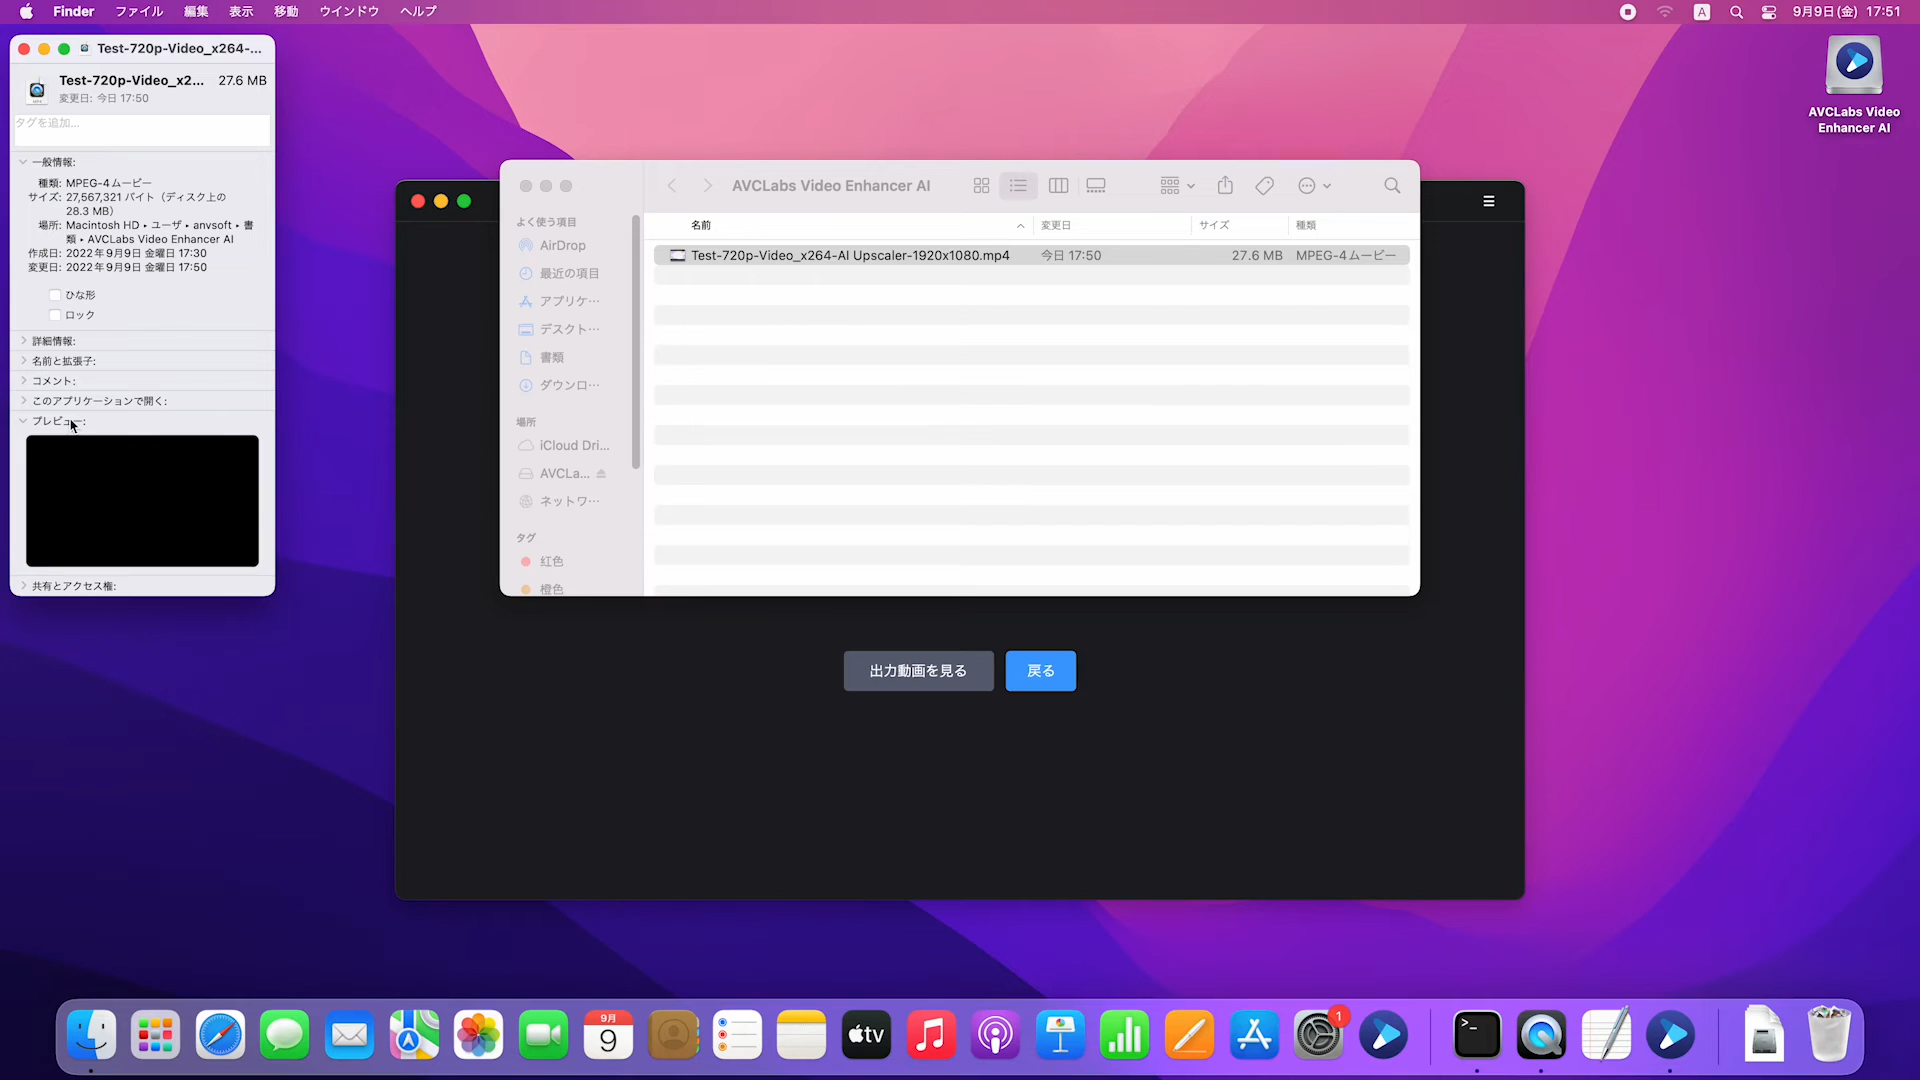 Finder ファイル 編集 表示 移動 ウインドウ ヘルプ
A 9月9日(金) 17:51
Test-720p-Video_x264-...
Test-720p-Video_x2... 27.6 MB
変更日: 今日 17:50
タグを追加...
一般情報:
種類: MPEG-4ムービー
サイズ: 27,567,321 バイト（ディスク上の
28.3 MB）
場所: Macintosh HD ▸ ユーザ ▸ anvsoft ▸ 書
類 ▸ AVCLabs Video Enhancer AI
作成日: 2022年9月9日 金曜日 17:30
変更日: 2022年9月9日 金曜日 17:50
ひな形
ロック
詳細情報:
名前と拡張子:
コメント:
このアプリケーションで開く:
プレビュー:
共有とアクセス権:
AVCLabs Video Enhancer AI
よく使う項目
AirDrop
最近の項目
アプリケ…
デスクト…
書類
ダウンロ…
場所
iCloud Dri...
AVCLa...
ネットワ…
タグ
紅色
橙色
名前 変更日 サイズ 種類
Test-720p-Video_x264-AI Upscaler-1920x1080.mp4 今日 17:50 27.6 MB MPEG-4ムービー
出力動画を見る 戻る
AVCLabs Video
Enhancer AI
9月
9
tv
1
>_